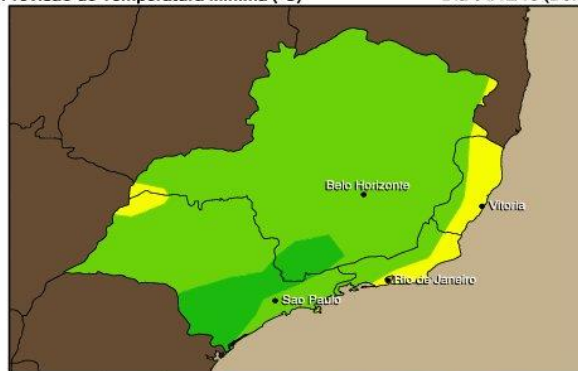 Previsão de Temperatura Mínima (°C)
Belo Horizonte
Vitoria
Rio de Janeiro
Sao Paulo